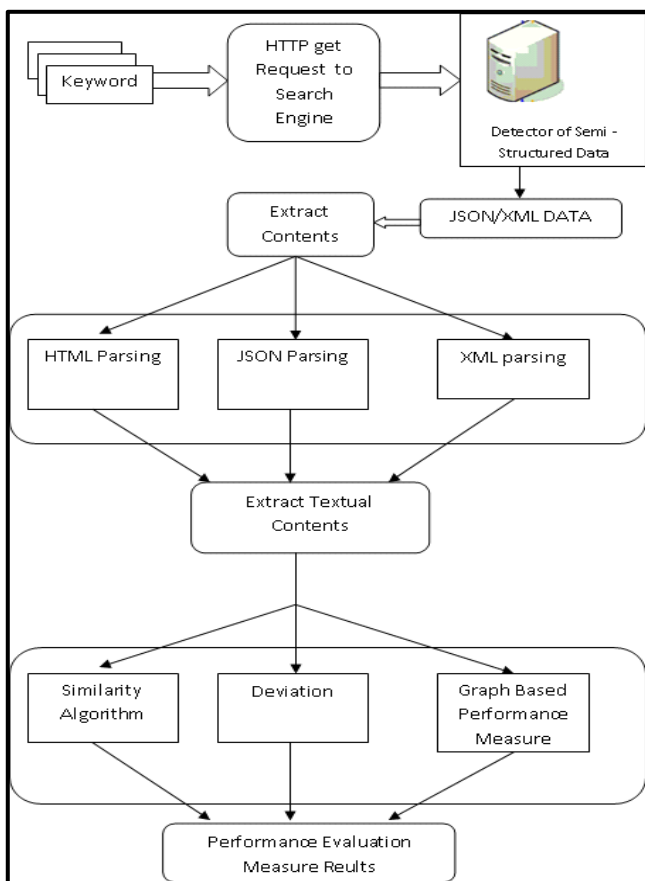 Keyword
HTTP get
Request to
Search
Engine
Detector of Semi -
Structured Data
JSON/XML DATA
Extract
Contents
HTML Parsing
JSON Parsing
XML parsing
Extract Textual
Contents
Similarity
Algorithm
Deviation
Graph Based
Performance
Measure
Performance Evaluation
Measure Reults